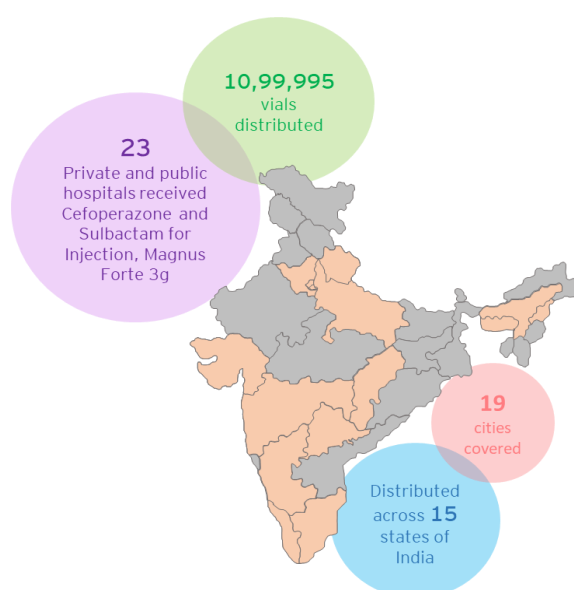 10,99,995
vials
distributed
23
Private and public
hospitals received
Cefoperazone and
Sulbactam for
Injection, Magnus
Forte 3g
19
cities
covered
Distributed
across 15
states of
India